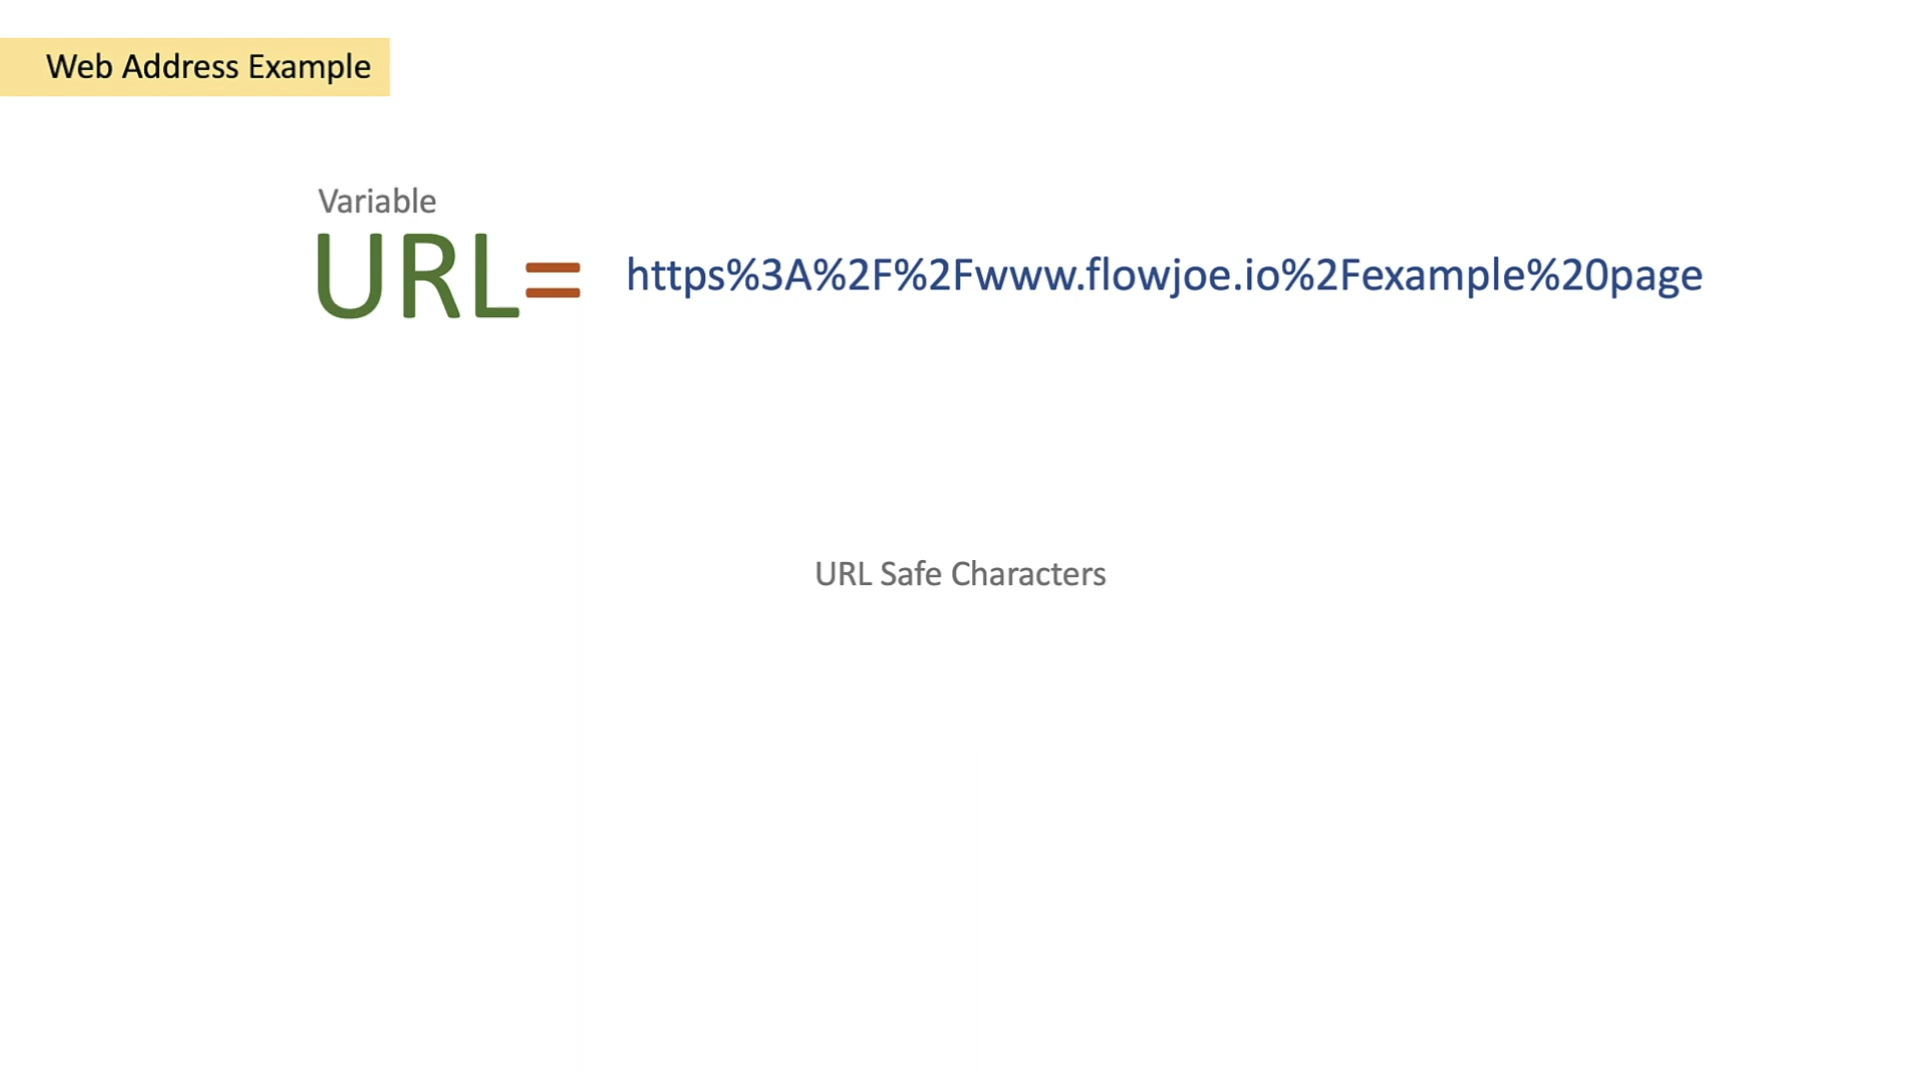 Web Address Example
Variable
URL= https%3A%2F%2Fwww.flowjoe.io%2Fexample%20page
URL Safe Characters